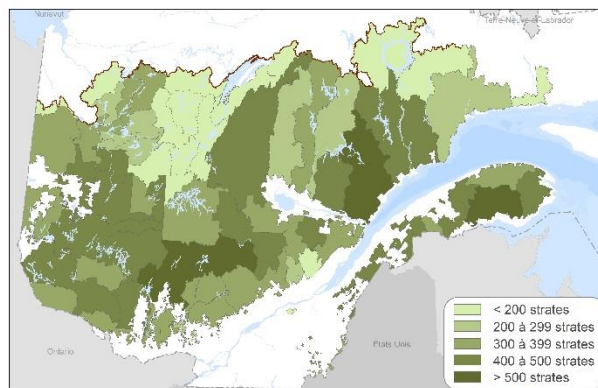 Nunavut
Terre-Neuve-et-Labrador
Ontario
États Unis
< 200 strates
200 à 299 strates
300 à 399 strates
400 à 500 strates
> 500 strates